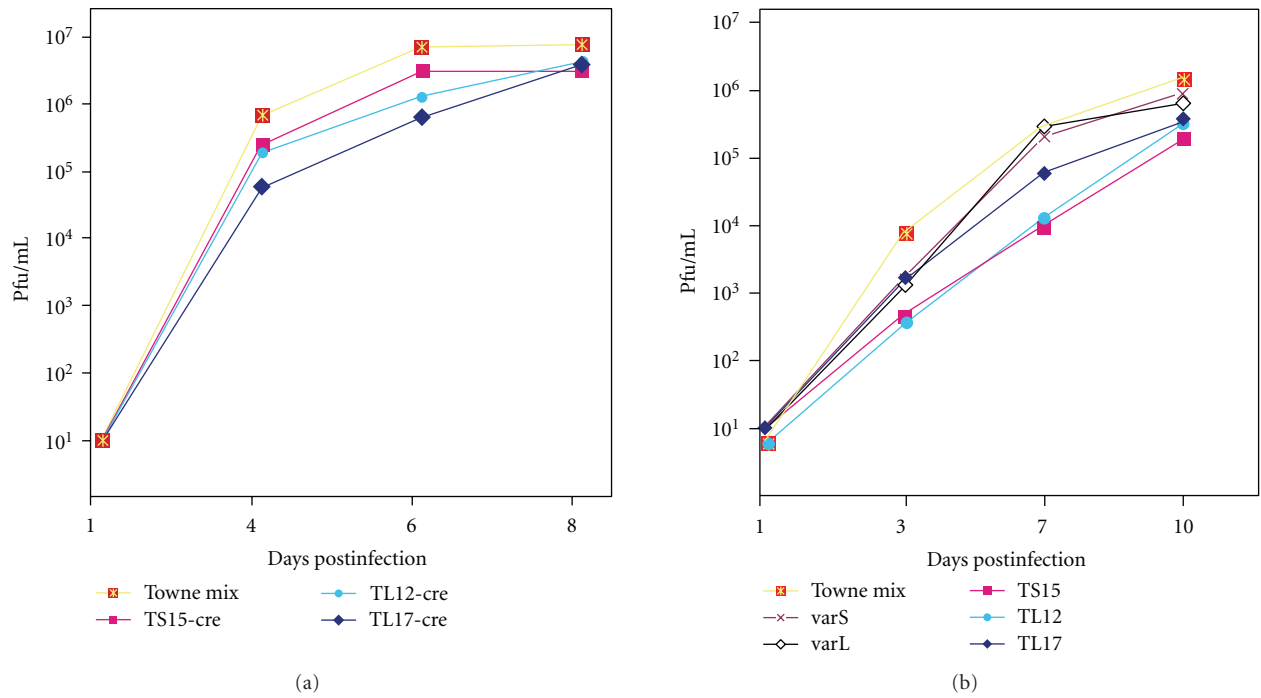 10^7
10^6
10^5
10^4
10^3
10^2
10^1
Pfu/mL
1 4 6 8
Days postinfection
Towne mix TL12-cre
TS15-cre TL17-cre
(a)
10^7
10^6
10^5
10^4
10^3
10^2
10^1
Pfu/mL
1 3 7 10
Days postinfection
Towne mix TS15
varS TL12
varL TL17
(b)